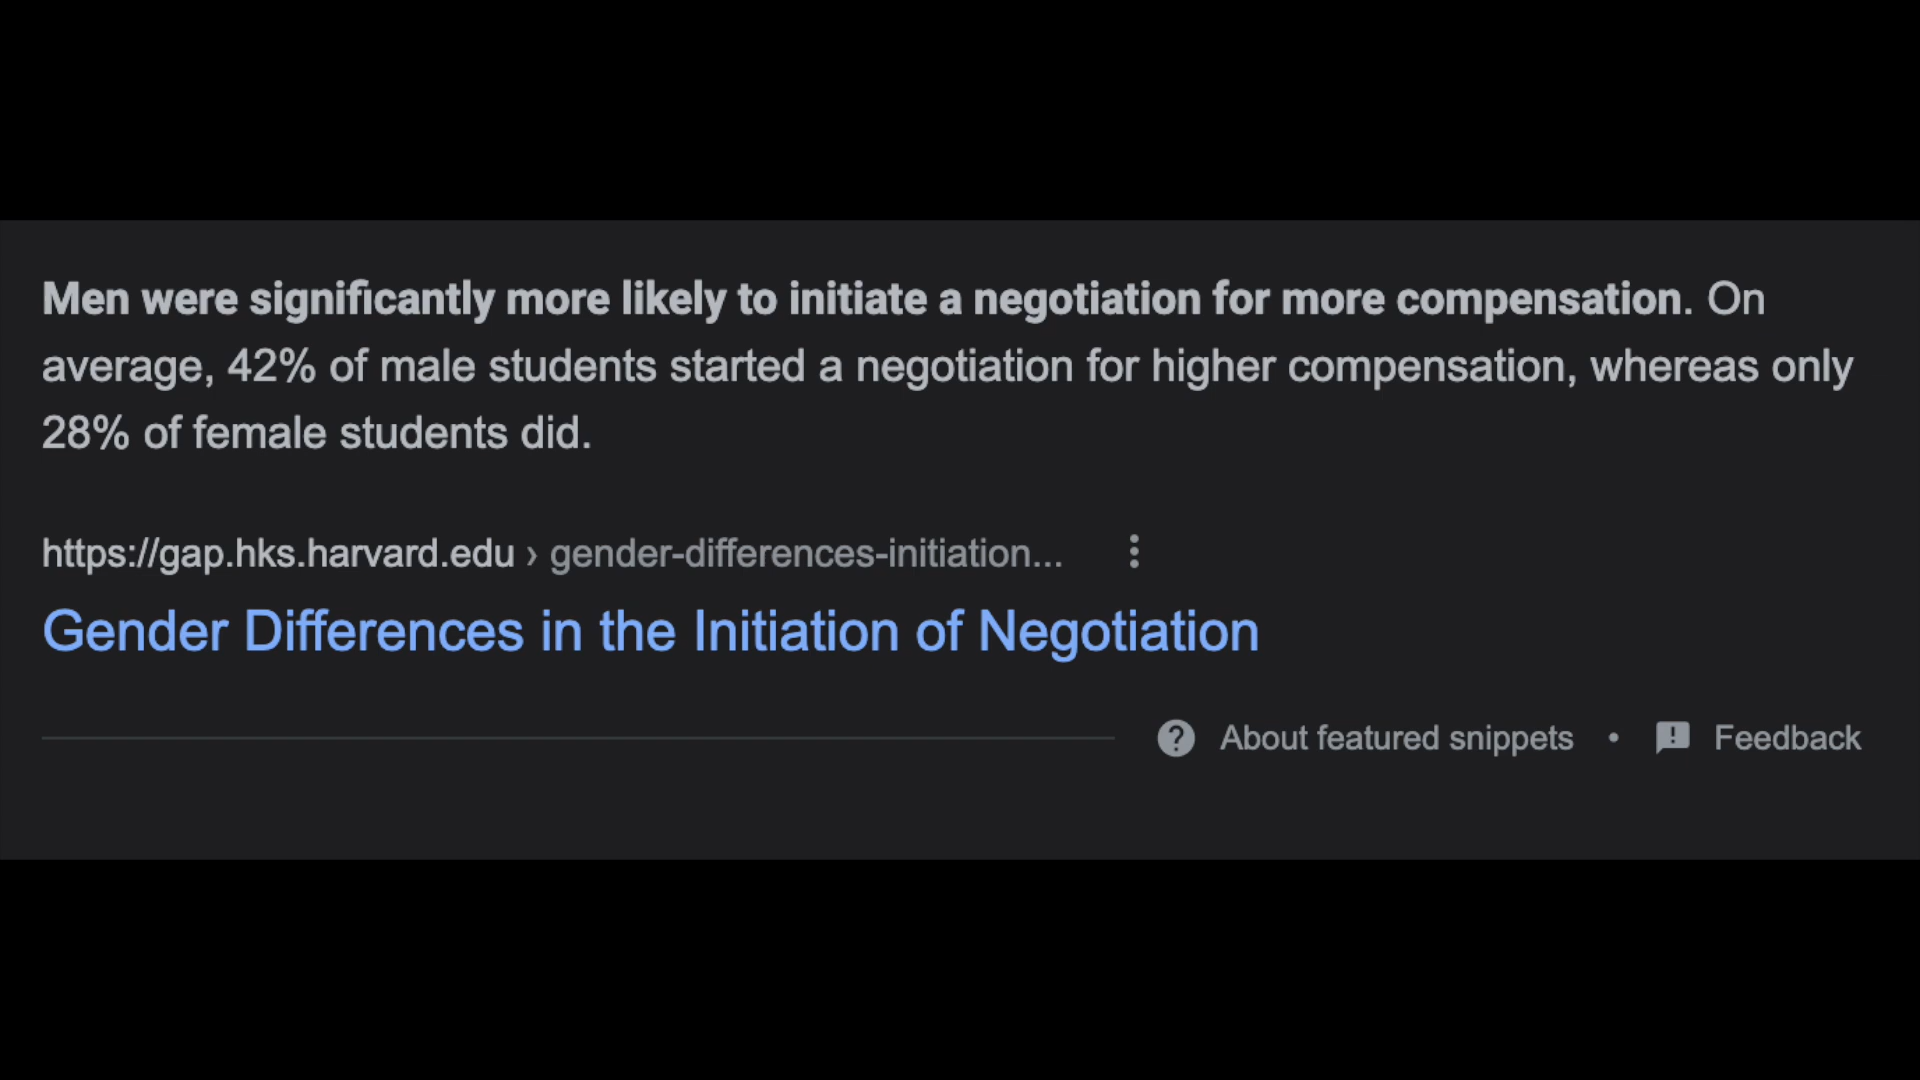 Men were significantly more likely to initiate a negotiation for more compensation. On
average, 42% of male students started a negotiation for higher compensation, whereas only
28% of female students did.
https://gap.hks.harvard.edu › gender-differences-initiation...
Gender Differences in the Initiation of Negotiation
About featured snippets • Feedback